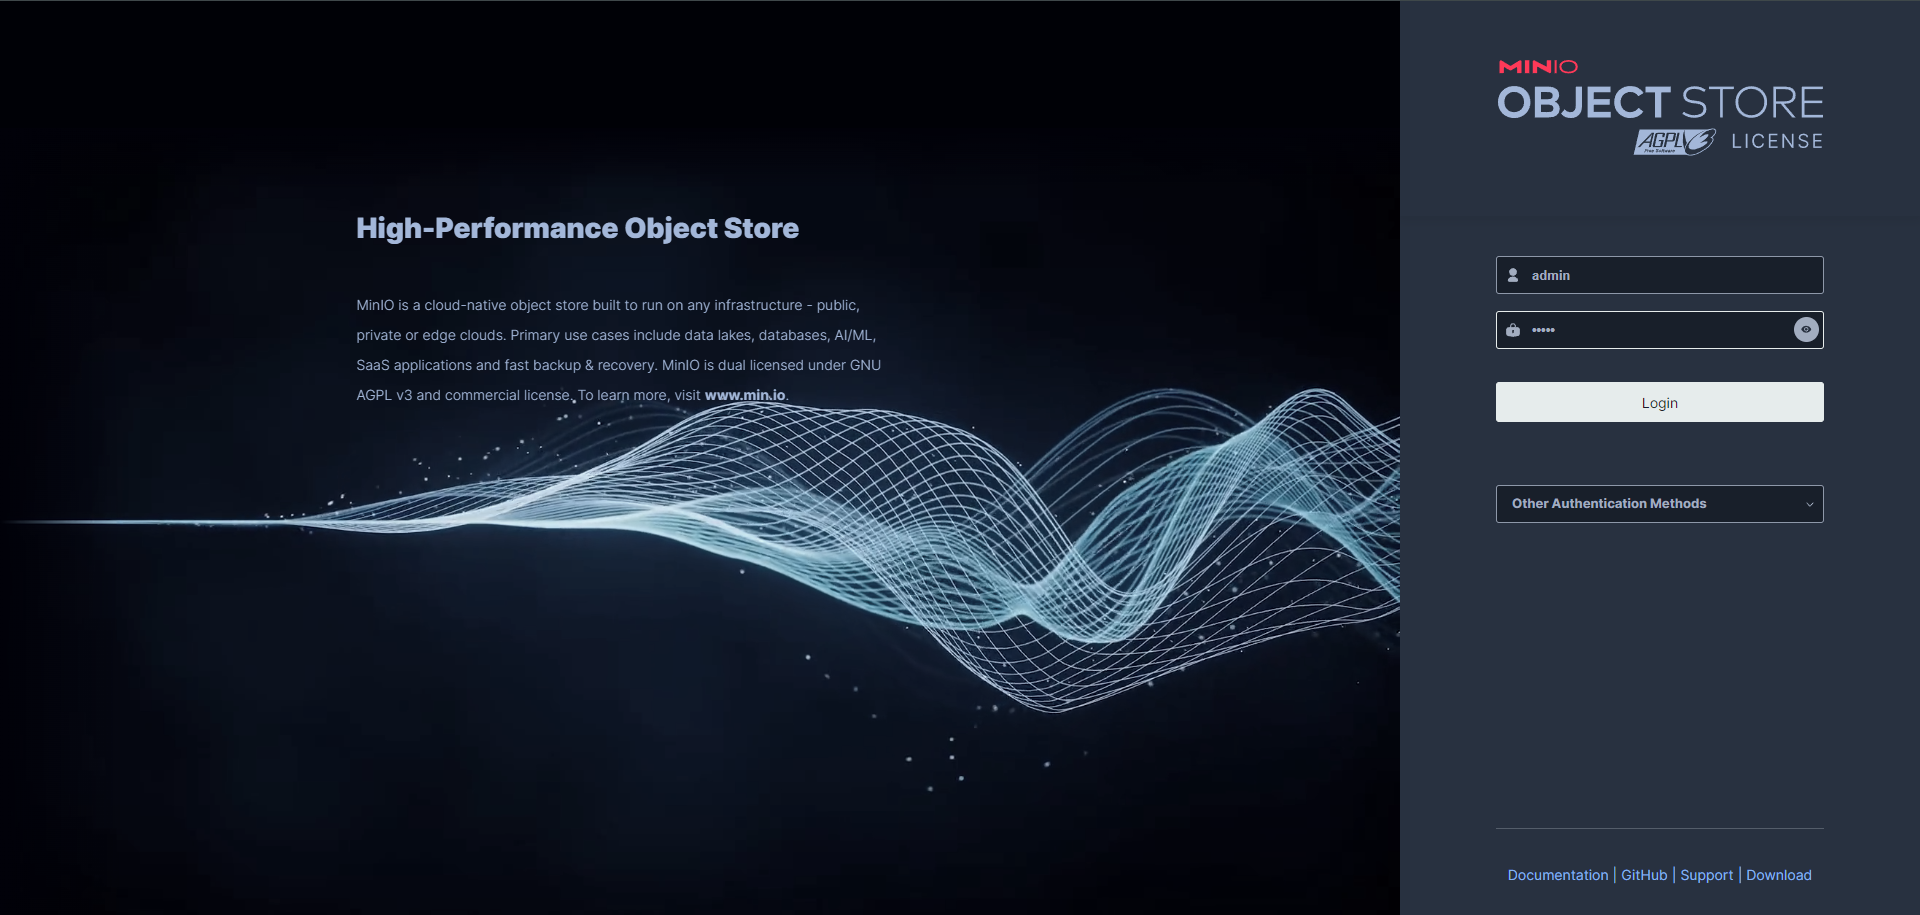 High-Performance Object Store
MinIO is a cloud-native object store built to run on any infrastructure - public,
private or edge clouds. Primary use cases include data lakes, databases, AI/ML,
SaaS applications and fast backup & recovery. MinIO is dual licensed under GNU
AGPL v3 and commercial license. To learn more, visit www.min.io.
MINIO
OBJECT STORE
AGPL v3 Free Software LICENSE
admin
•••••
Login
Other Authentication Methods
Documentation | GitHub | Support | Download